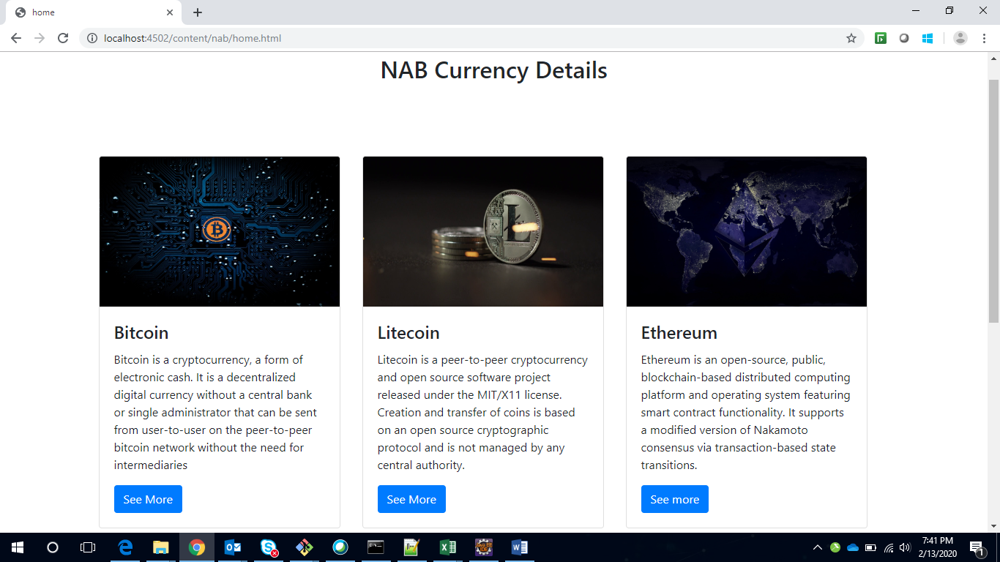 home
localhost:4502/content/nab/home.html
NAB Currency Details
Bitcoin
Bitcoin is a cryptocurrency, a form of
electronic cash. It is a decentralized
digital currency without a central bank
or single administrator that can be sent
from user-to-user on the peer-to-peer
bitcoin network without the need for
intermediaries
See More
Litecoin
Litecoin is a peer-to-peer cryptocurrency
and open source software project
released under the MIT/X11 license.
Creation and transfer of coins is based
on an open source cryptographic
protocol and is not managed by any
central authority.
See More
Ethereum
Ethereum is an open-source, public,
blockchain-based distributed computing
platform and operating system featuring
smart contract functionality. It supports
a modified version of Nakamoto
consensus via transaction-based state
transitions.
See more
7:41 PM
2/13/2020
1